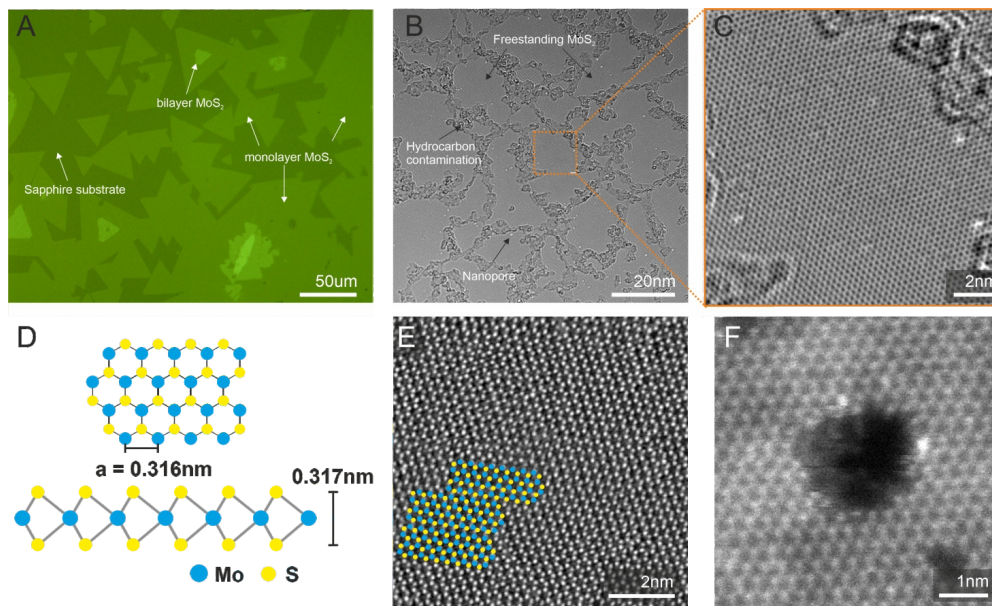 A
bilayer MoS₂
monolayer MoS₂
Sapphire substrate
50um
B
Freestanding MoS₂
Hydrocarbon
contamination
Nanopore
20nm
C
2nm
D
a = 0.316nm
0.317nm
Mo
S
E
2nm
F
1nm